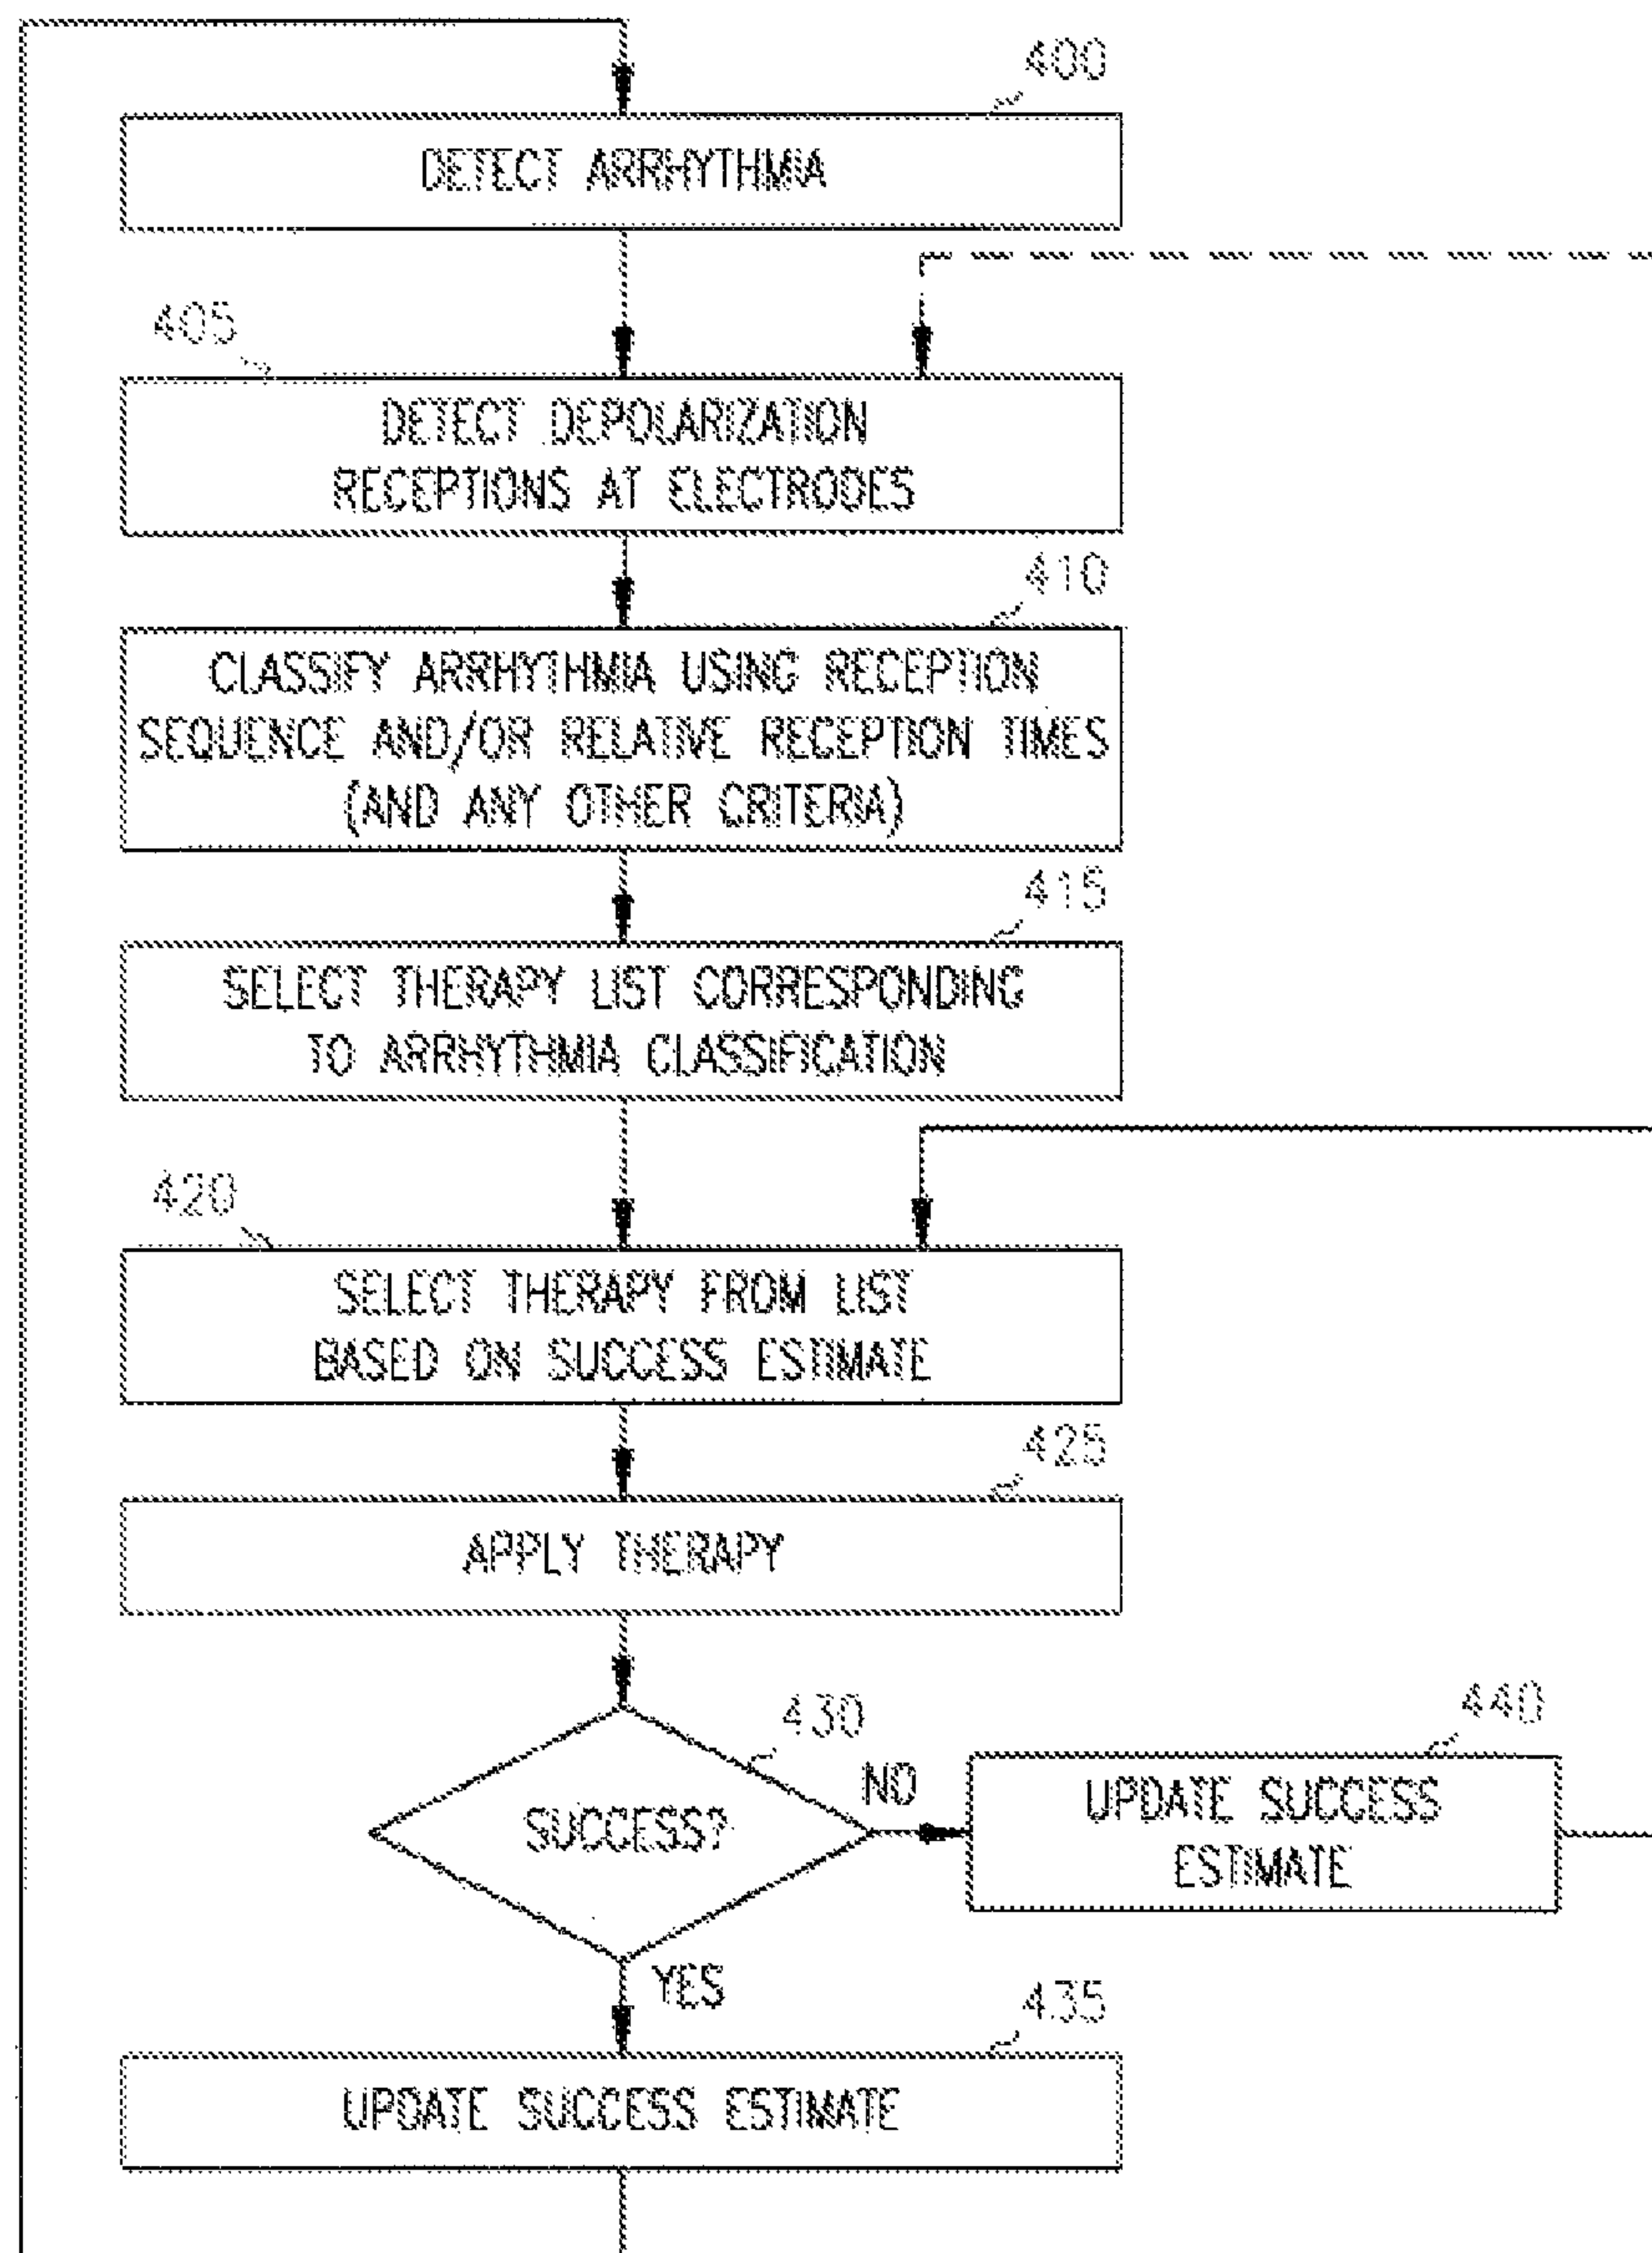 400
DETECT ARRHYTHMIA
405
DETECT DEPOLARIZATION
RECEPTIONS AT ELECTRODES
410
CLASSIFY ARRHYTHMIA USING RECEPTION
SEQUENCE AND/OR RELATIVE RECEPTION TIMES
(AND ANY OTHER CRITERIA)
415
SELECT THERAPY LIST CORRESPONDING
TO ARRHYTHMIA CLASSIFICATION
420
SELECT THERAPY FROM LIST
BASED ON SUCCESS ESTIMATE
425
APPLY THERAPY
430
SUCCESS?
NO
440
UPDATE SUCCESS
ESTIMATE
YES
435
UPDATE SUCCESS ESTIMATE